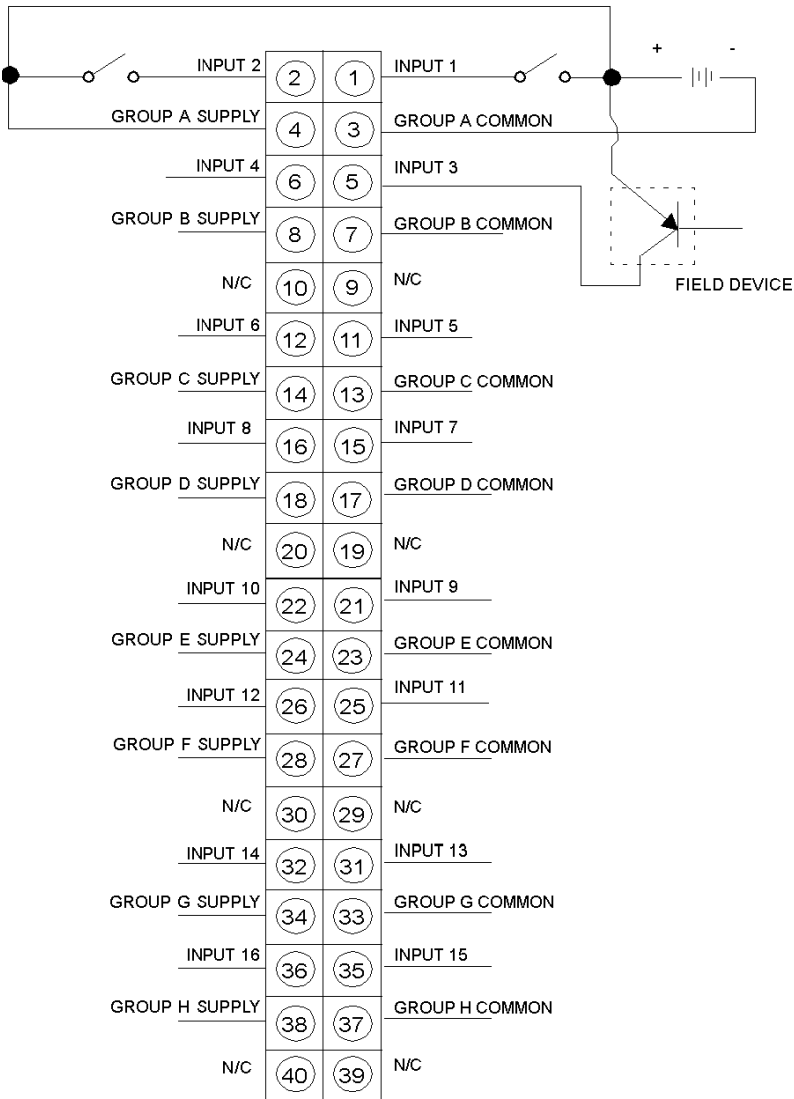 + -
INPUT 2 2 1 INPUT 1
GROUP A SUPPLY 4 3 GROUP A COMMON
INPUT 4 6 5 INPUT 3
GROUP B SUPPLY 8 7 GROUP B COMMON
N/C 10 9 N/C
FIELD DEVICE
INPUT 6 12 11 INPUT 5
GROUP C SUPPLY 14 13 GROUP C COMMON
INPUT 8 16 15 INPUT 7
GROUP D SUPPLY 18 17 GROUP D COMMON
N/C 20 19 N/C
INPUT 10 22 21 INPUT 9
GROUP E SUPPLY 24 23 GROUP E COMMON
INPUT 12 26 25 INPUT 11
GROUP F SUPPLY 28 27 GROUP F COMMON
N/C 30 29 N/C
INPUT 14 32 31 INPUT 13
GROUP G SUPPLY 34 33 GROUP G COMMON
INPUT 16 36 35 INPUT 15
GROUP H SUPPLY 38 37 GROUP H COMMON
N/C 40 39 N/C